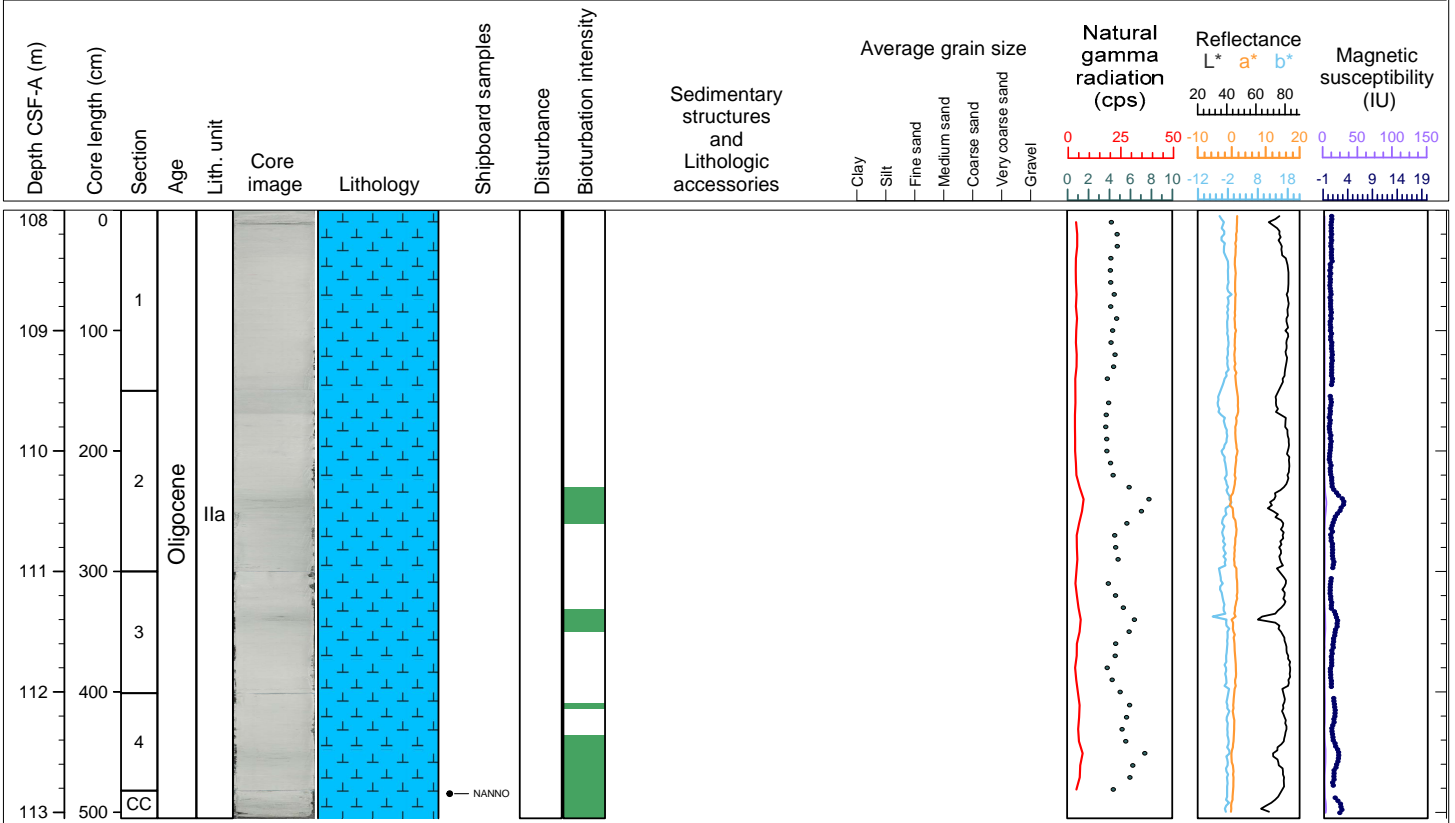 Depth CSF-A (m)
Core length (cm)
Section
Age
Lith. unit
Core
image
Lithology
Shipboard samples
Disturbance
Bioturbation intensity
Sedimentary
structures
and
Lithologic
accessories
Average grain size
Clay
Silt
Fine sand
Medium sand
Coarse sand
Very coarse sand
Gravel
Natural
gamma
radiation
(cps)
0 25 50
0 2 4 6 8 10
Reflectance
L* a* b*
20 40 60 80
-10 0 10 20
-12 -2 8 18
Magnetic
susceptibility
(IU)
0 50 100 150
-1 4 9 14 19
108
109
110
111
112
113
0
100
200
300
400
500
1
2
3
4
CC
Oligocene
IIa
NANNO